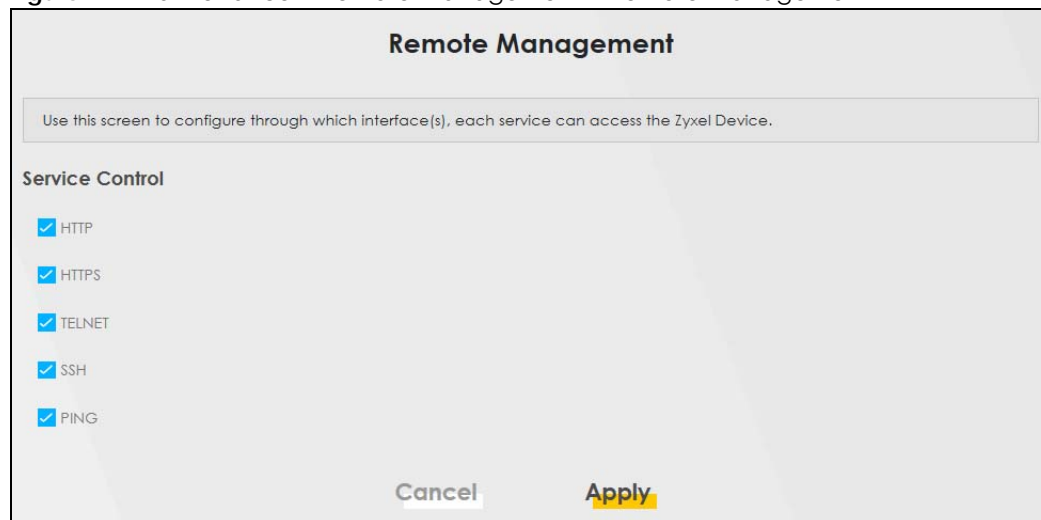 Remote Management
Use this screen to configure through which interface(s), each service can access the Zyxel Device.
Service Control
HTTP
HTTPS
TELNET
SSH
PING
Cancel Apply